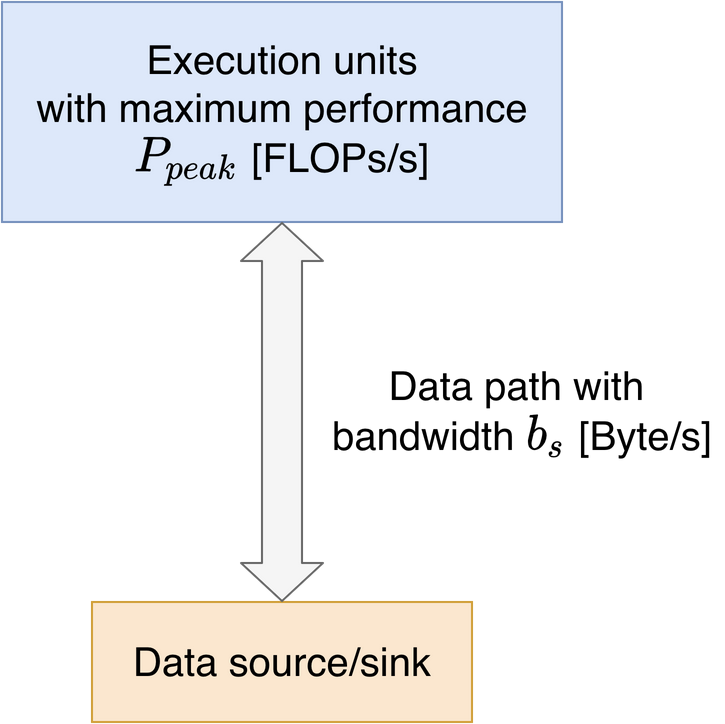 Execution units
with maximum performance
P_{peak} [FLOPs/s]
Data path with
bandwidth b_s [Byte/s]
Data source/sink